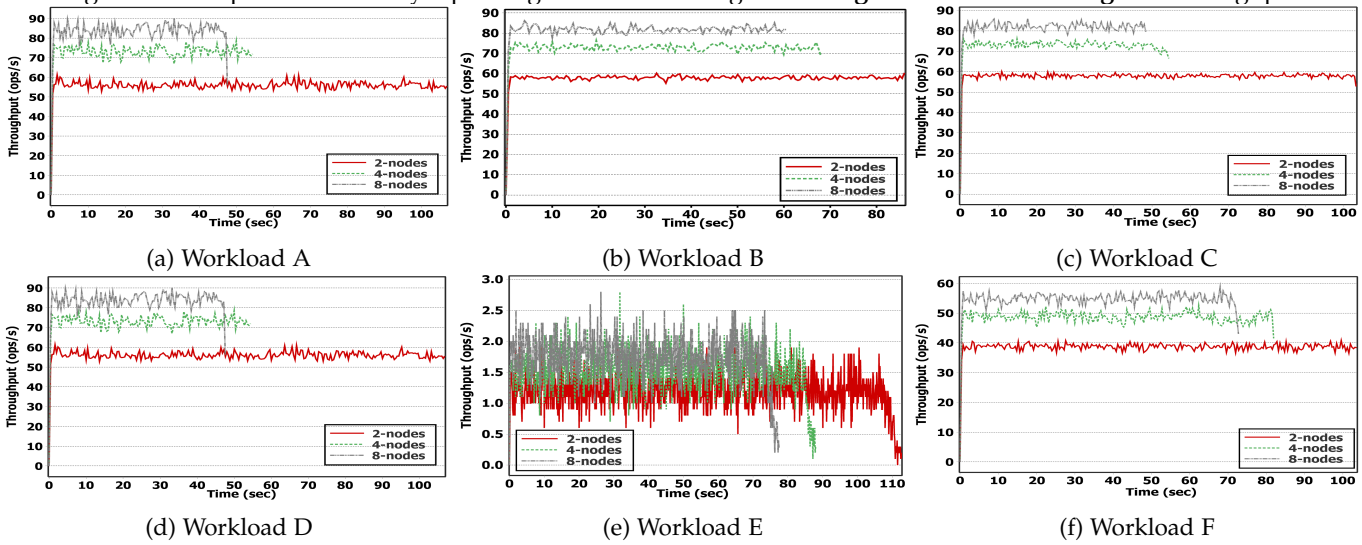 Throughput (ops/s)
90
80
70
60
50
40
30
20
10
0
2-nodes
4-nodes
8-nodes
0 10 20 30 40 50 60 70 80 90 100
Time (sec)
(a) Workload A
Throughput (ops/s)
90
80
70
60
50
40
30
20
10
0
2-nodes
4-nodes
8-nodes
0 10 20 30 40 50 60 70 80
Time (sec)
(b) Workload B
Throughput (ops/s)
90
80
70
60
50
40
30
20
10
0
2-nodes
4-nodes
8-nodes
0 10 20 30 40 50 60 70 80 90 100
Time (sec)
(c) Workload C
Throughput (ops/s)
90
80
70
60
50
40
30
20
10
0
2-nodes
4-nodes
8-nodes
0 10 20 30 40 50 60 70 80 90 100
Time (sec)
(d) Workload D
Throughput (ops/s)
3.0
2.5
2.0
1.5
1.0
0.5
0.0
2-nodes
4-nodes
8-nodes
0 10 20 30 40 50 60 70 80 90 100 110
Time (sec)
(e) Workload E
Throughput (ops/s)
60
50
40
30
20
10
0
2-nodes
4-nodes
8-nodes
0 10 20 30 40 50 60 70 80 90 100
Time (sec)
(f) Workload F